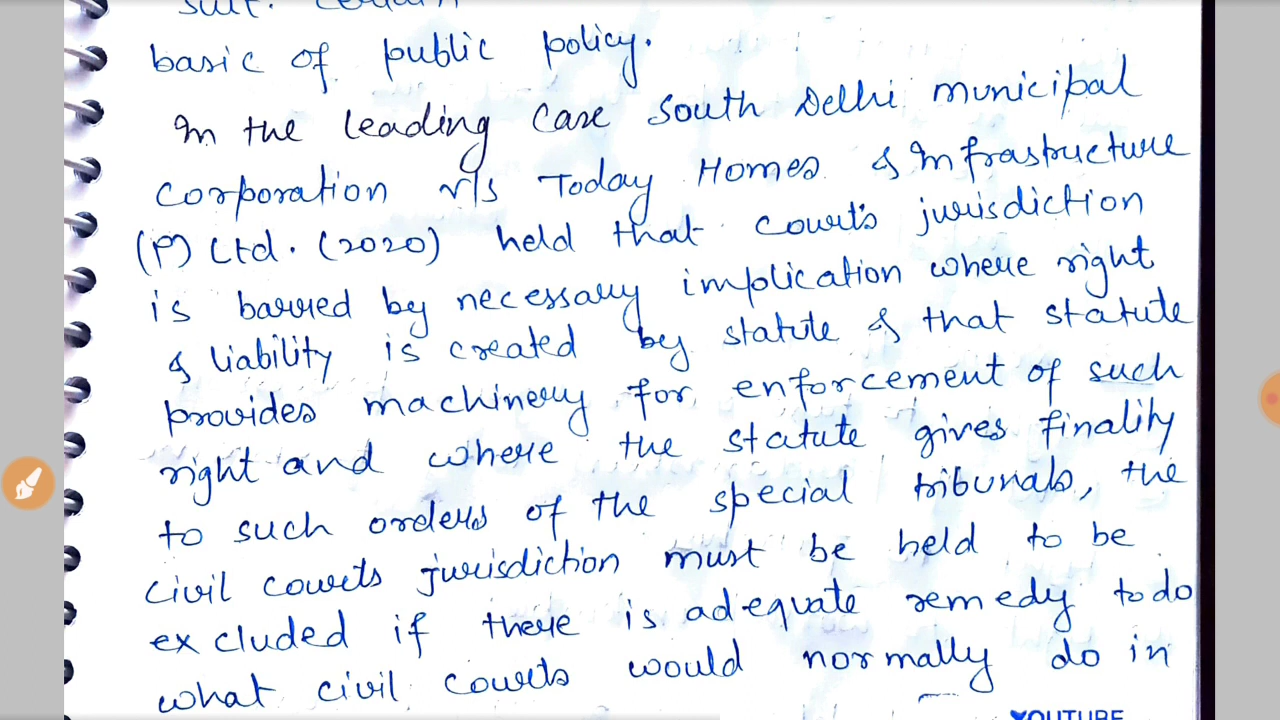 basic of public policy.
In the leading case South Delhi municipal
corporation v/s Today Homes & Infrastructure
(P) Ltd. (2020) held that court's jurisdiction
is barred by necessary implication where right
& liability is created by statute & that statute
provides machinery for enforcement of such
right and where the statute gives finality
to such orders of the special tribunals, the
civil courts jurisdiction must be held to be
excluded if there is adequate remedy to do
what civil courts would normally do in
YOUTUBE